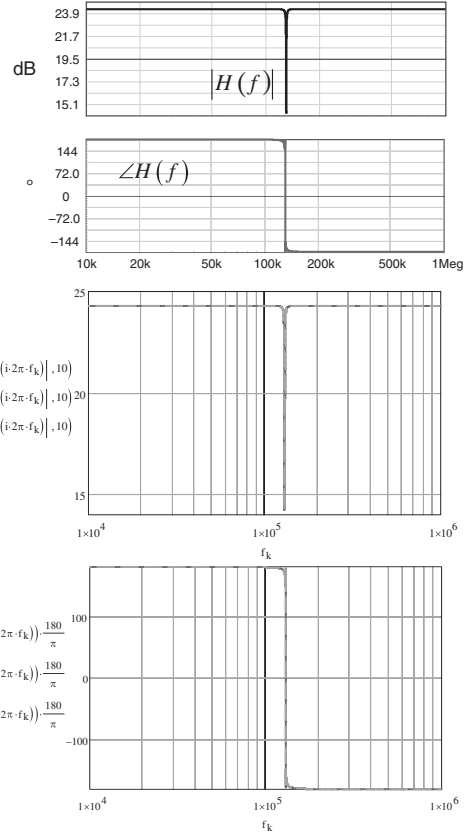 23.9
21.7
dB 19.5
17.3
15.1
|H(f)|
144
72.0
° 0
−72.0
−144
∠H(f)
10k 20k 50k 100k 200k 500k 1Meg
25
(i·2π·f_k)| ,10)
(i·2π·f_k)| ,10) 20
(i·2π·f_k)| ,10)
15
1×10^4 1×10^5 1×10^6
f_k
100
2π·f_k))·180/π
2π·f_k))·180/π 0
2π·f_k))·180/π
−100
1×10^4 1×10^5 1×10^6
f_k